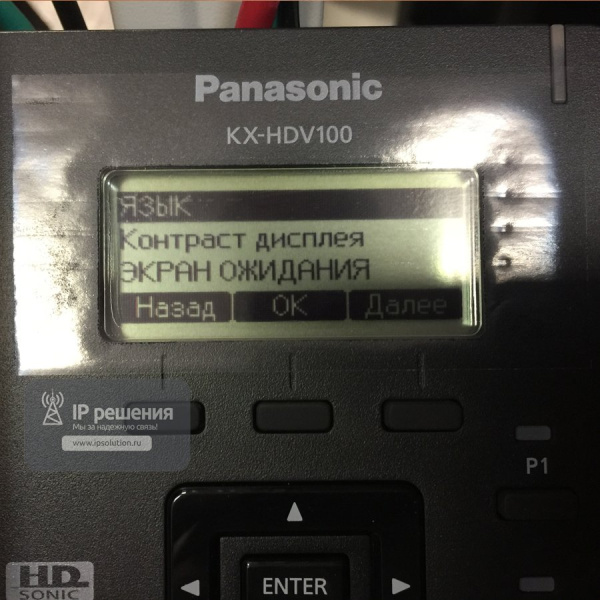 Panasonic
KX-HDV100
ЯЗЫК
Контраст дисплея
ЭКРАН ОЖИДАНИЯ
Назад OK Далее
IP решения
Мы за надежную связь!
www.ipsolution.ru
P1
ENTER
HD
SONIC